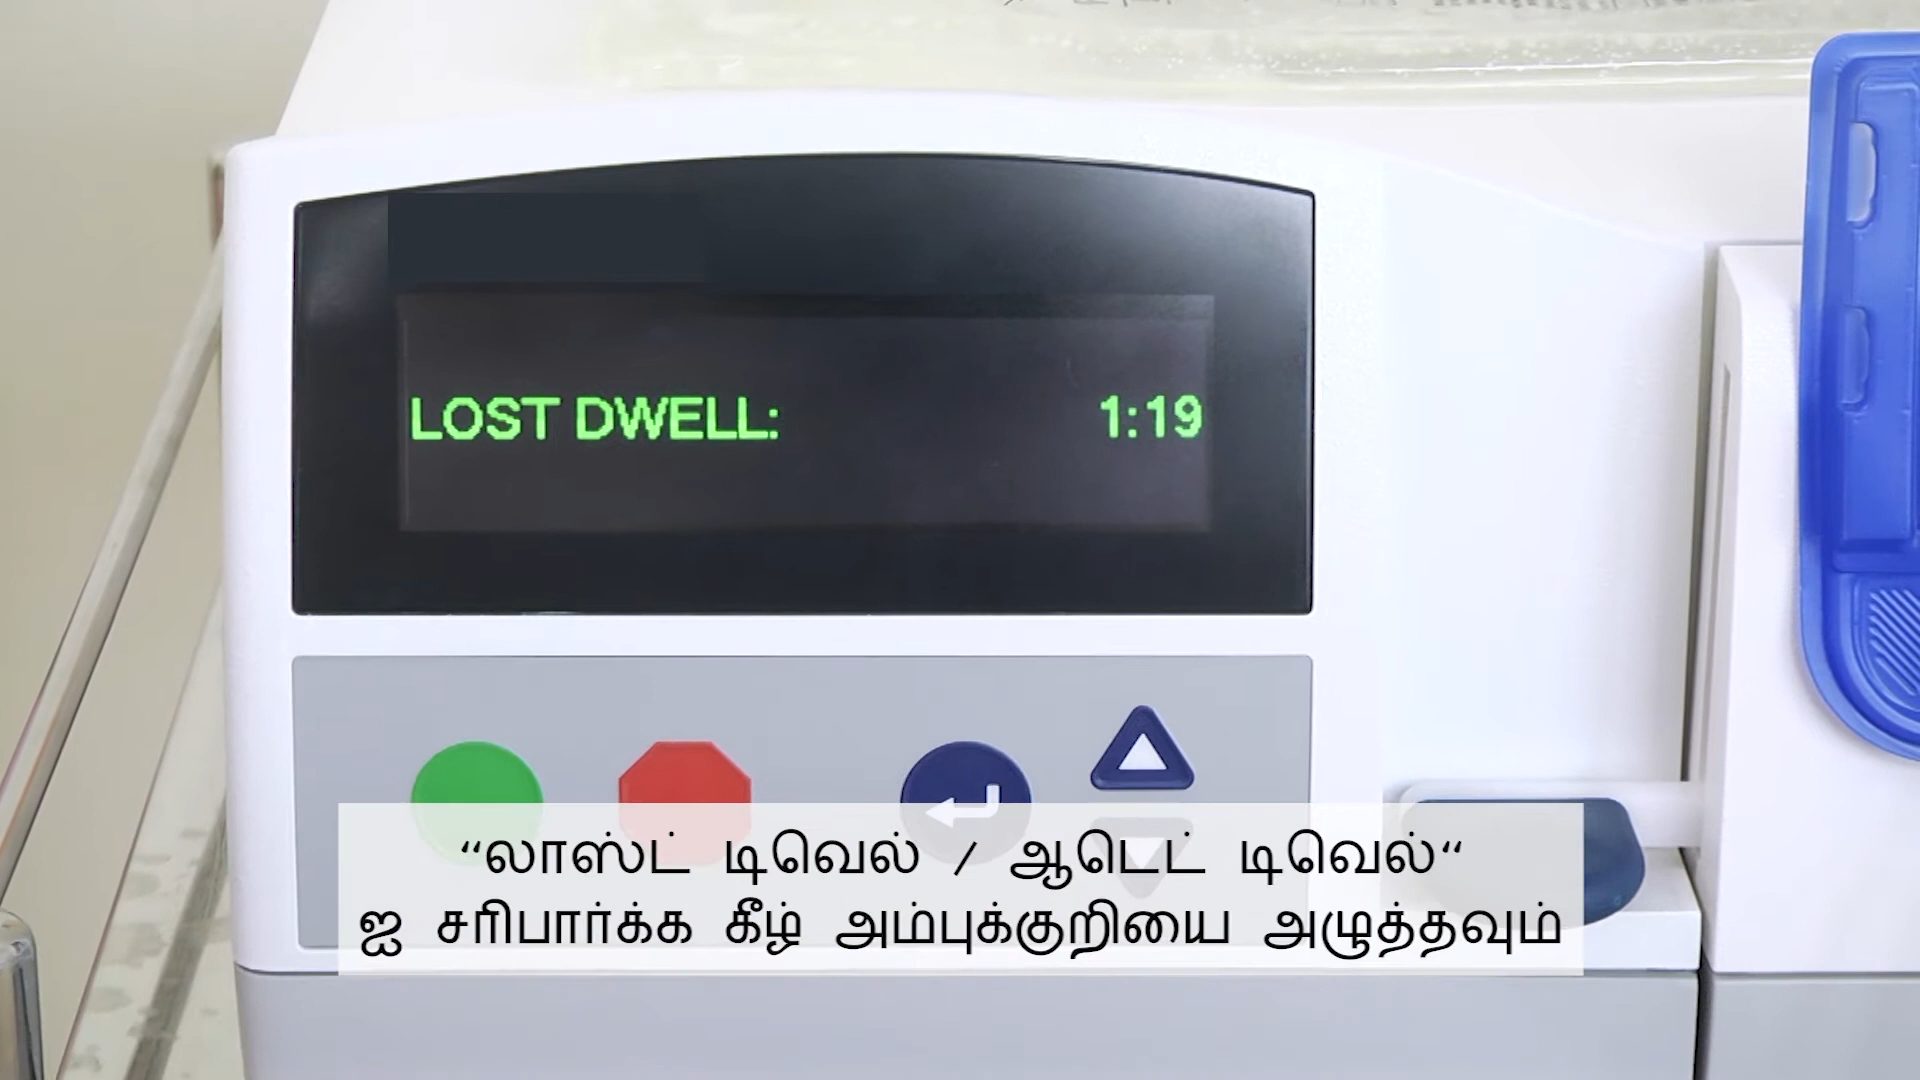 LOST DWELL: 1:19
“லாஸ்ட் டிவெல் / ஆடெட் டிவெல்“
ஐ சரிபார்க்க கீழ் அம்புக்குறியை அழுத்தவும்